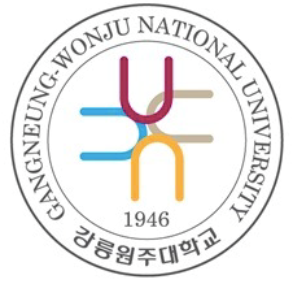 GANGNEUNG-WONJU NATIONAL UNIVERSITY
1946
강릉원주대학교